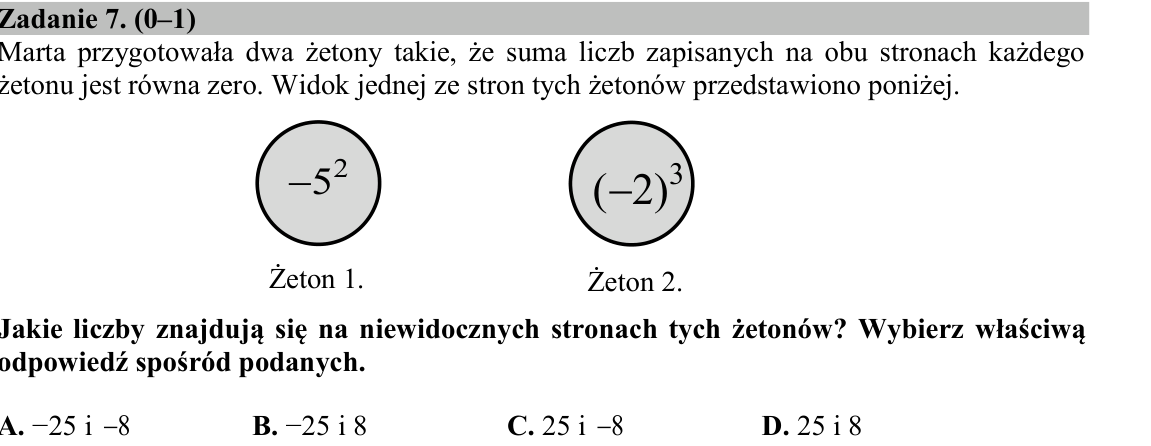 Zadanie 7. (0–1)
Marta przygotowała dwa żetony takie, że suma liczb zapisanych na obu stronach każdego
żetonu jest równa zero. Widok jednej ze stron tych żetonów przedstawiono poniżej.
−5² (−2)³
Żeton 1. Żeton 2.
Jakie liczby znajdują się na niewidocznych stronach tych żetonów? Wybierz właściwą
odpowiedź spośród podanych.
A. −25 i –8 B. −25 i 8 C. 25 i –8 D. 25 i 8